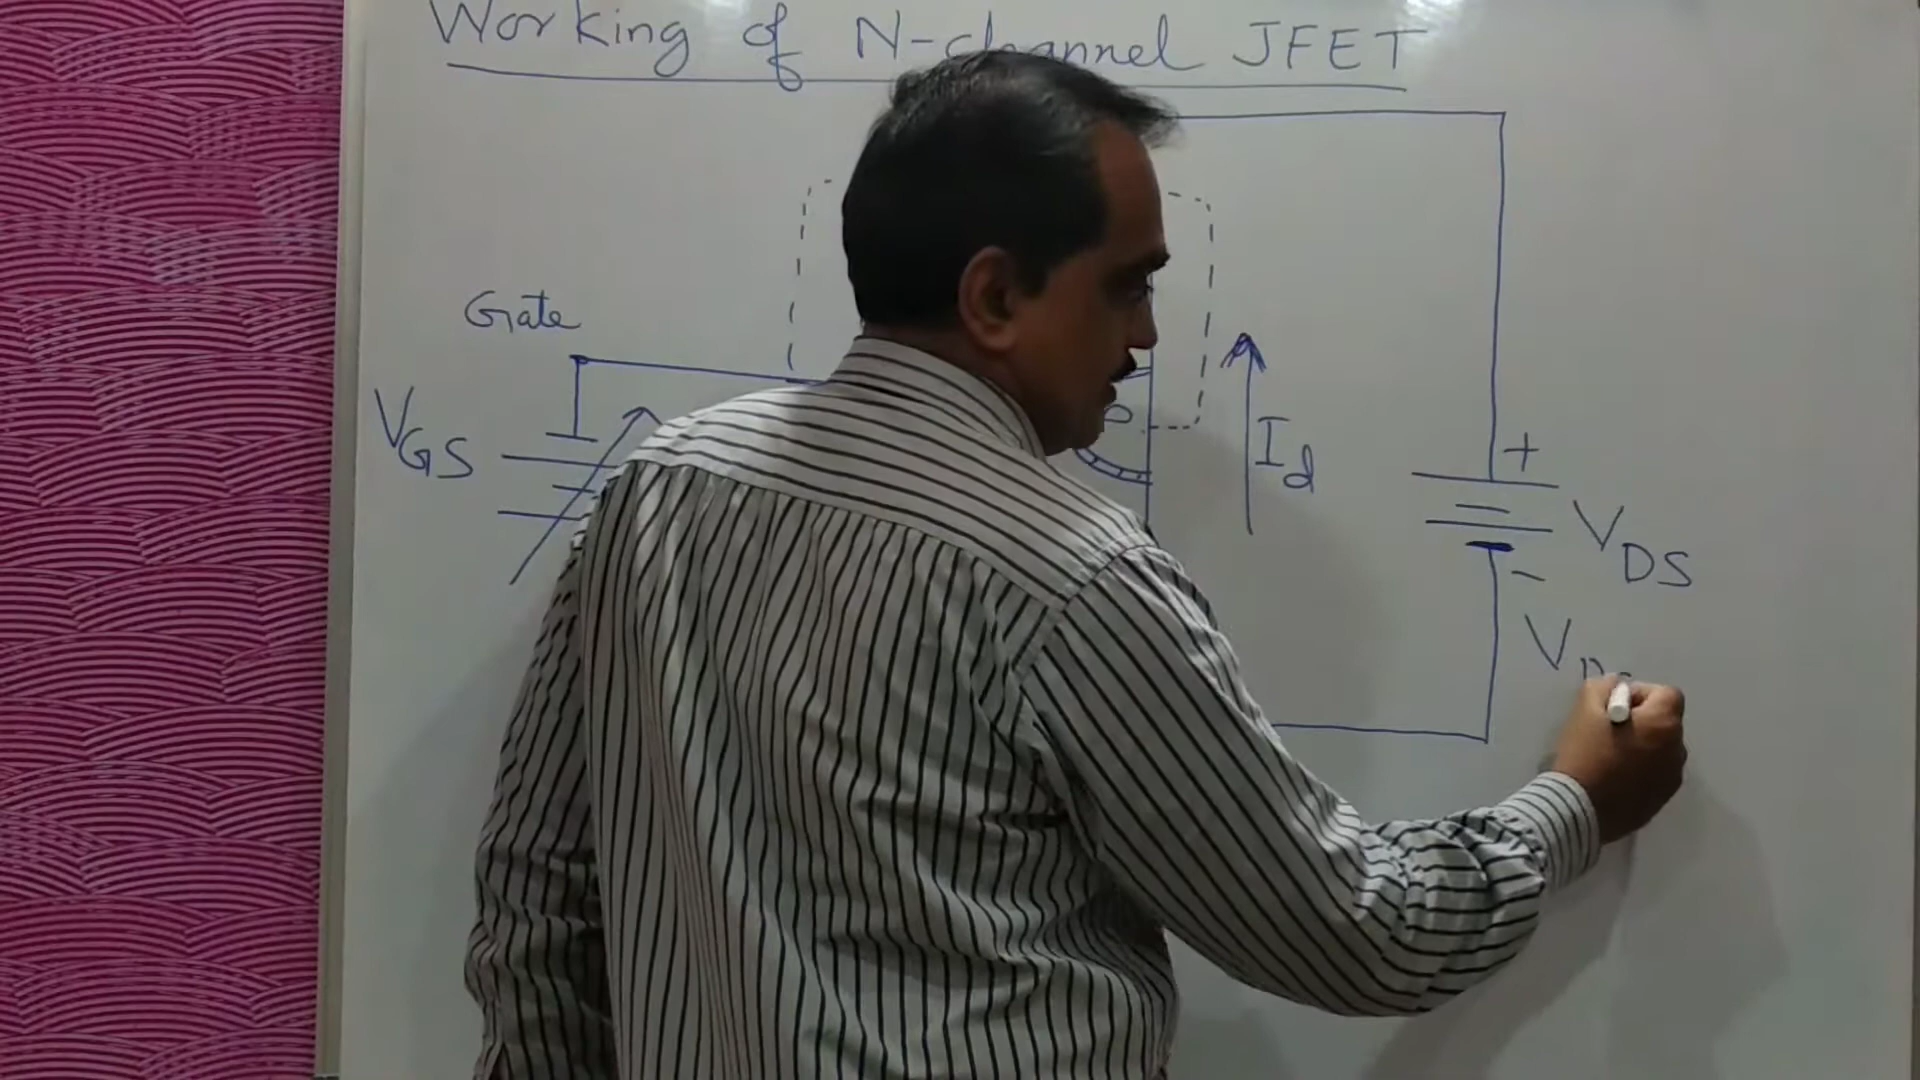 Working of N-channel JFET
Gate
VGS
P
Id
+
VDS
-
V